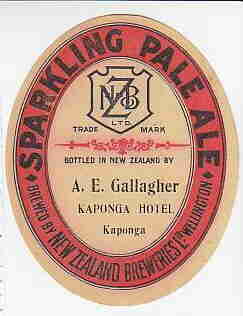 SPARKLING PALE ALE
NZB
LTD.
TRADE MARK
BOTTLED IN NEW ZEALAND BY
A. E. Gallagher
KAPONGA HOTEL
Kaponga
BREWED BY NEW ZEALAND BREWERIES LD WELLINGTON